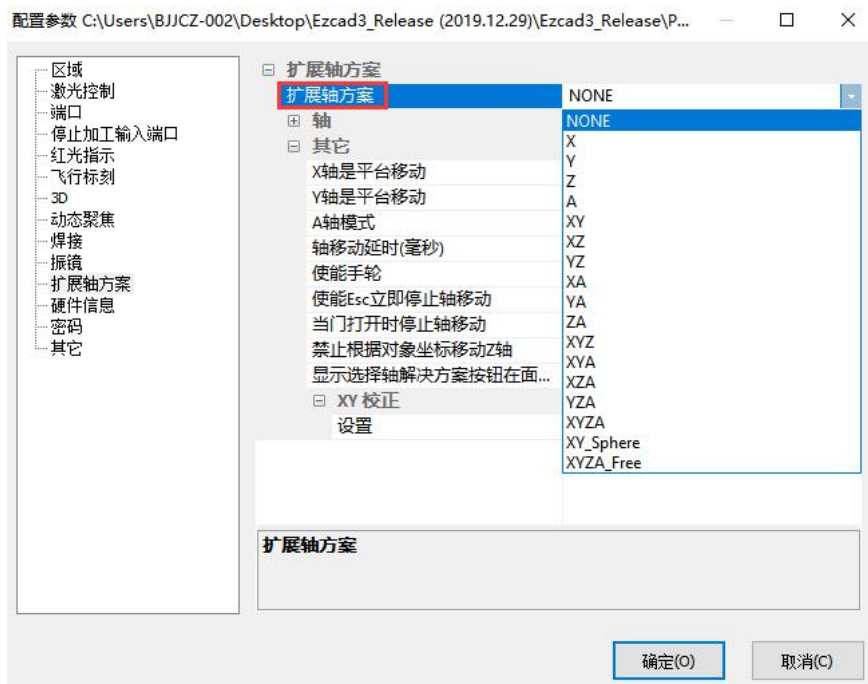 配置参数 C:\Users\BJJCZ-002\Desktop\Ezcad3_Release (2019.12.29)\Ezcad3_Release\P...
区域
激光控制
端口
停止加工输入端口
红光指示
飞行标刻
3D
动态聚焦
焊接
振镜
扩展轴方案
硬件信息
密码
其它
扩展轴方案
扩展轴方案 NONE
轴
其它
X轴是平台移动
Y轴是平台移动
A轴模式
轴移动延时(毫秒)
使能手轮
使能Esc立即停止轴移动
当门打开时停止轴移动
禁止根据对象坐标移动Z轴
显示选择轴解决方案按钮在面...
XY 校正
设置
NONE
X
Y
Z
A
XY
XZ
YZ
XA
YA
ZA
XYZ
XYA
XZA
YZA
XYZA
XY_Sphere
XYZA_Free
扩展轴方案
确定(O)
取消(C)